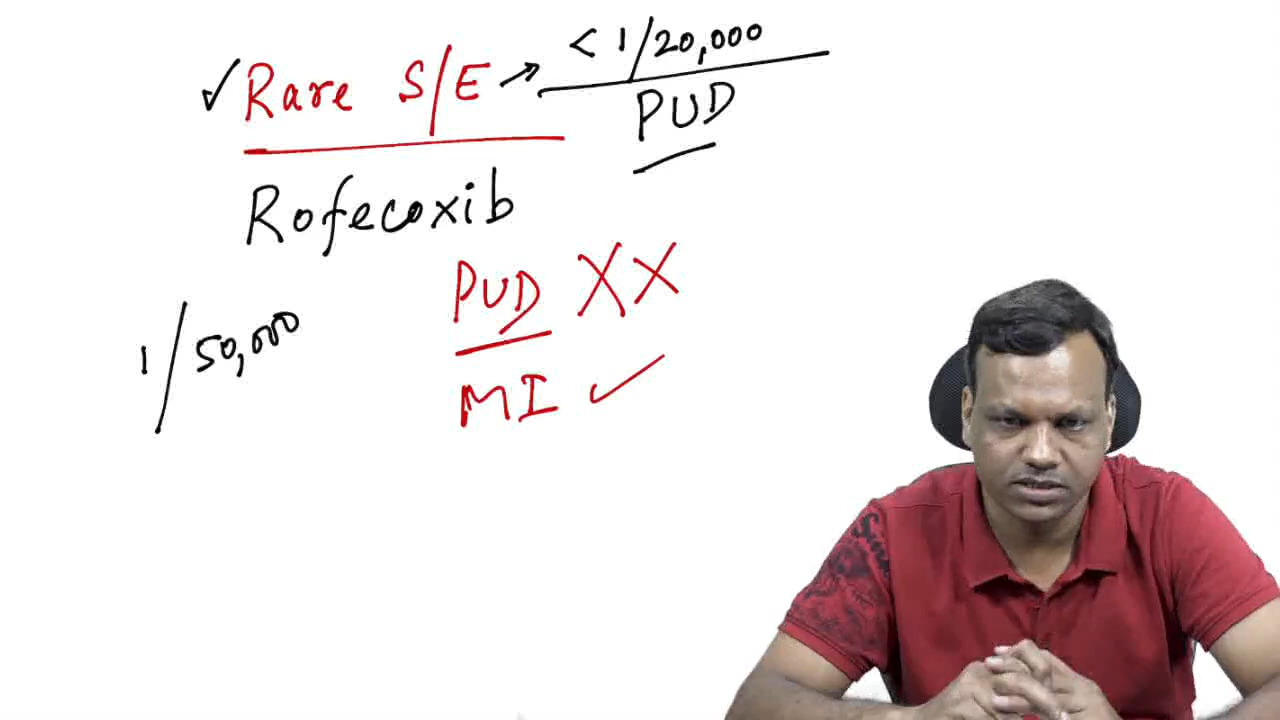 ✓ Rare S/E → < 1/20,000
PUD
Rofecoxib
PUD XX
1/50,000
MI ✓